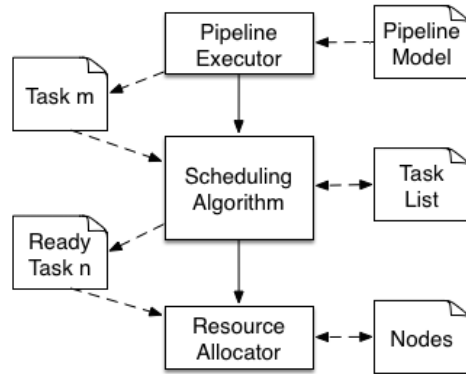 Pipeline
Executor
Pipeline
Model
Task m
Scheduling
Algorithm
Task
List
Ready
Task n
Resource
Allocator
Nodes